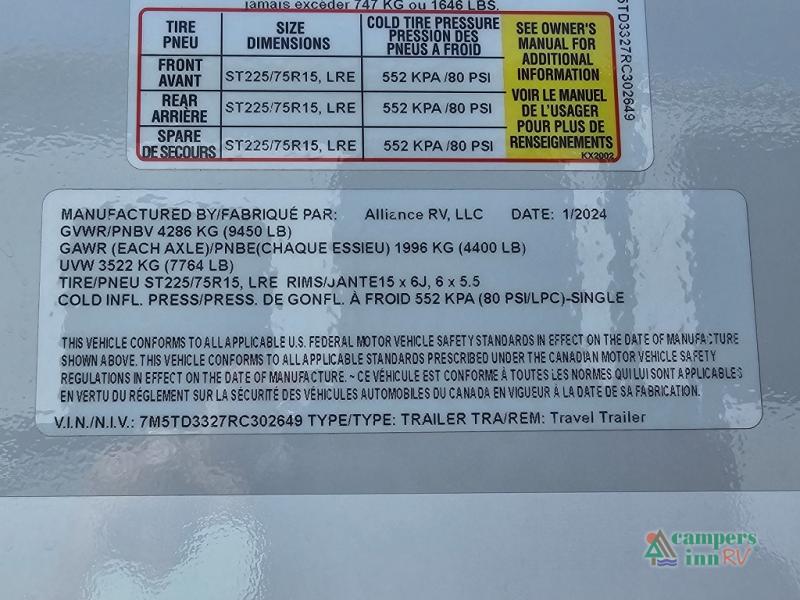 jamais excéder 747 KG ou 1646 LBS.
TIRE PNEU SIZE DIMENSIONS COLD TIRE PRESSURE PRESSION DES PNEUS A FROID
FRONT AVANT ST225/75R15, LRE 552 KPA /80 PSI
REAR ARRIÈRE ST225/75R15, LRE 552 KPA /80 PSI
SPARE DE SECOURS ST225/75R15, LRE 552 KPA /80 PSI
SEE OWNER'S
MANUAL FOR
ADDITIONAL
INFORMATION
VOIR LE MANUEL
DE L'USAGER
POUR PLUS DE
RENSEIGNEMENTS
KX2002
5TD3327RC302649
MANUFACTURED BY/FABRIQUÉ PAR: Alliance RV, LLC DATE: 1/2024
GVWR/PNBV 4286 KG (9450 LB)
GAWR (EACH AXLE)/PNBE(CHAQUE ESSIEU) 1996 KG (4400 LB)
UVW 3522 KG (7764 LB)
TIRE/PNEU ST225/75R15, LRE RIMS/JANTE15 x 6J, 6 x 5.5
COLD INFL. PRESS/PRESS. DE GONFL. À FROID 552 KPA (80 PSI/LPC)-SINGLE
THIS VEHICLE CONFORMS TO ALL APPLICABLE U.S. FEDERAL MOTOR VEHICLE SAFETY STANDARDS IN EFFECT ON THE DATE OF MANUFACTURE
SHOWN ABOVE. THIS VEHICLE CONFORMS TO ALL APPLICABLE STANDARDS PRESCRIBED UNDER THE CANADIAN MOTOR VEHICLE SAFETY
REGULATIONS IN EFFECT ON THE DATE OF MANUFACTURE. ~ CE VÉHICULE EST CONFORME À TOUTES LES NORMES QUI LUI SONT APPLICABLES
EN VERTU DU RÉGLEMENT SUR LA SÉCURITÉ DES VÉHICULES AUTOMOBILES DU CANADA EN VIGUEUR À LA DATE DE SA FABRICATION.
V.I.N./N.I.V.: 7M5TD3327RC302649 TYPE/TYPE: TRAILER TRA/REM: Travel Trailer
campers
inn RV